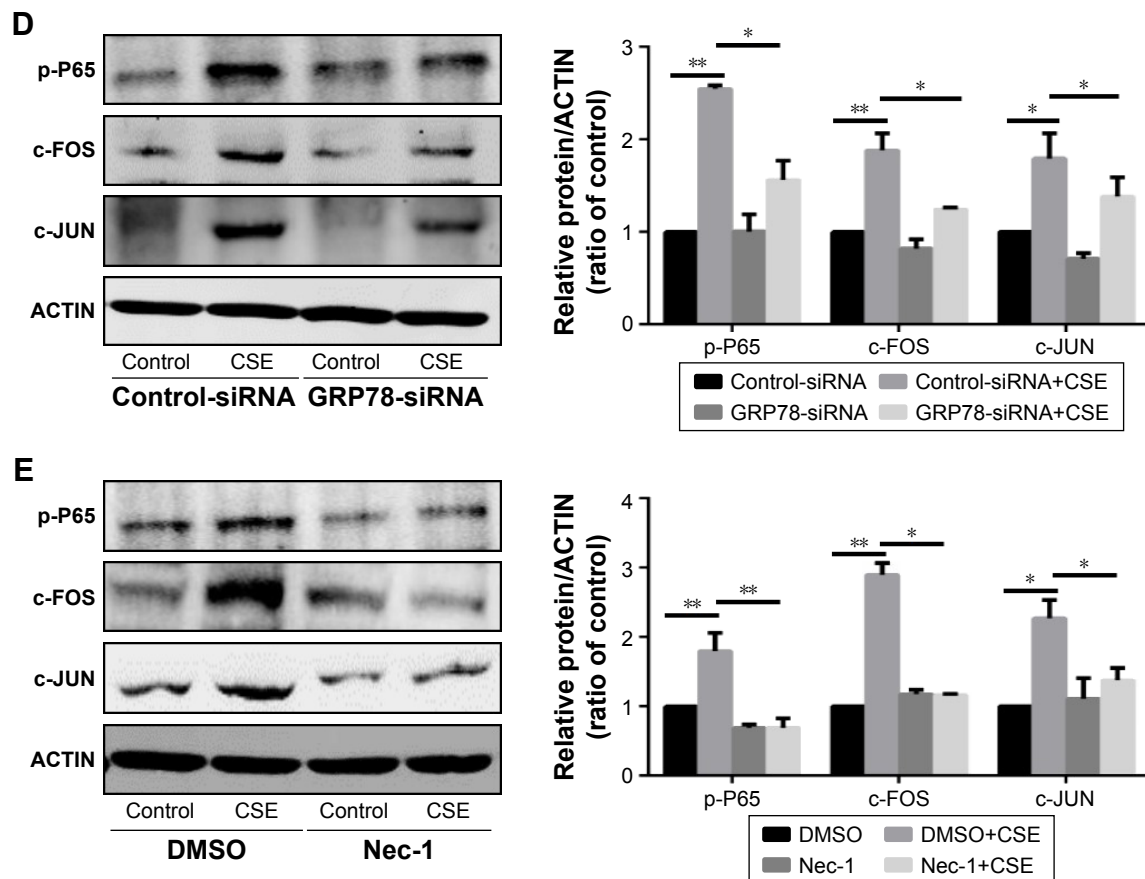 D
p-P65
c-FOS
c-JUN
ACTIN
Control CSE Control CSE
Control-siRNA GRP78-siRNA
Relative protein/ACTIN
(ratio of control)
3
2
1
0
** *
** *
* *
p-P65 c-FOS c-JUN
Control-siRNA Control-siRNA+CSE
GRP78-siRNA GRP78-siRNA+CSE
E
p-P65
c-FOS
c-JUN
ACTIN
Control CSE Control CSE
DMSO Nec-1
Relative protein/ACTIN
(ratio of control)
4
3
2
1
0
** **
** *
* *
p-P65 c-FOS c-JUN
DMSO DMSO+CSE
Nec-1 Nec-1+CSE